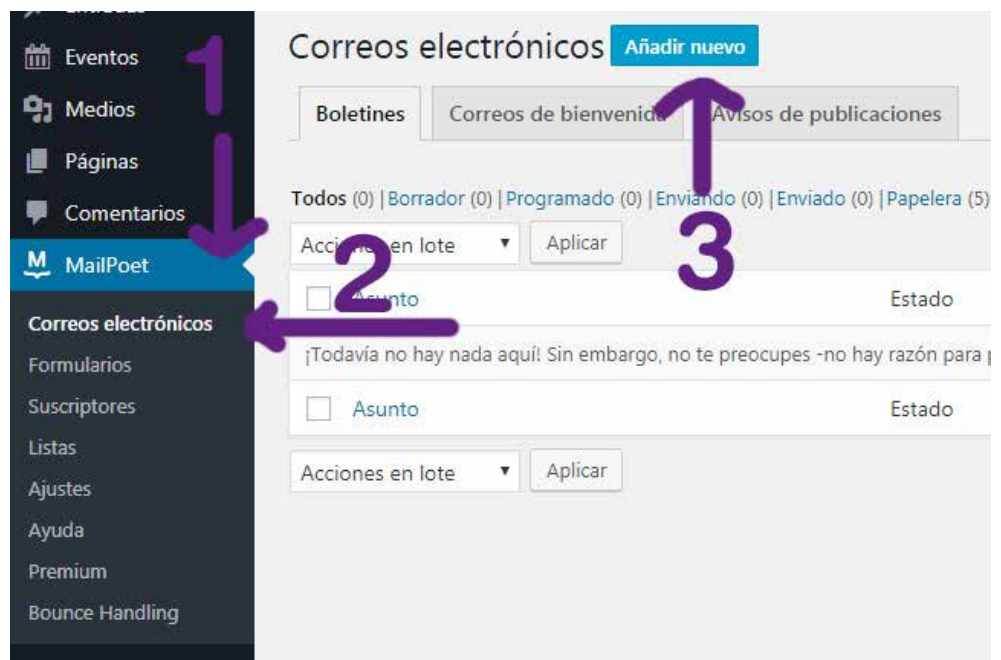 Eventos
Medios
Páginas
Comentarios
M MailPoet
Correos electrónicos
Formularios
Suscriptores
Listas
Ajustes
Ayuda
Premium
Bounce Handling
1
2
3
Correos electrónicos Añadir nuevo
Boletines Correos de bienvenida Avisos de publicaciones
Todos (0) | Borrador (0) | Programado (0) | Enviando (0) | Enviado (0) | Papelera (5)
Acciones en lote Aplicar
Asunto Estado
¡Todavía no hay nada aquí! Sin embargo, no te preocupes -no hay razón para
Asunto Estado
Acciones en lote Aplicar